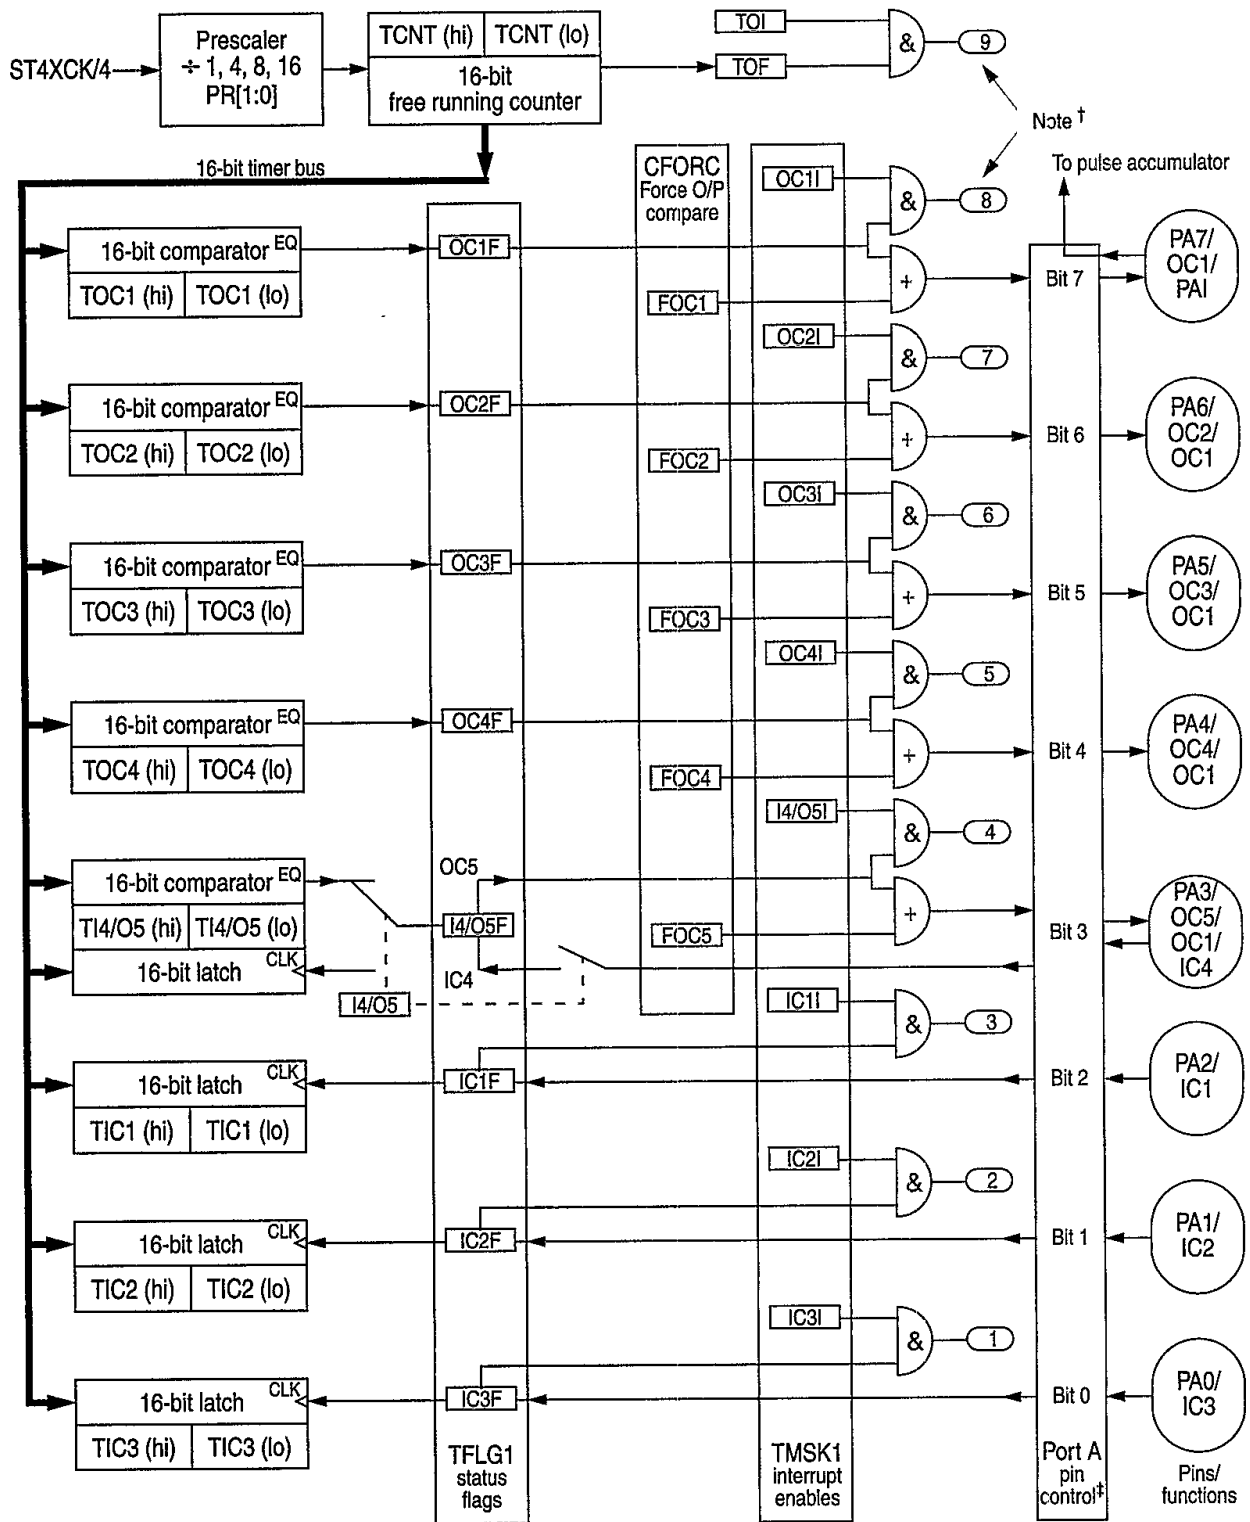 TCNT (hi) TCNT (lo)
TOI
&
9
Prescaler
÷ 1, 4, 8, 16
PR[1:0]
ST4XCK/4
16-bit
free running counter
TOF
Note †
16-bit timer bus
CFORC
Force O/P
compare
OC1I
&
8
To pulse accumulator
16-bit comparator EQ
TOC1 (hi) TOC1 (lo)
OC1F
FOC1
+
Bit 7
PA7/
OC1/
PAI
OC2I
&
7
16-bit comparator EQ
TOC2 (hi) TOC2 (lo)
OC2F
FOC2
+
Bit 6
PA6/
OC2/
OC1
OC3I
&
6
16-bit comparator EQ
TOC3 (hi) TOC3 (lo)
OC3F
FOC3
+
Bit 5
PA5/
OC3/
OC1
OC4I
&
5
16-bit comparator EQ
TOC4 (hi) TOC4 (lo)
OC4F
FOC4
+
Bit 4
PA4/
OC4/
OC1
I4/O5I
&
4
16-bit comparator EQ
TI4/O5 (hi) TI4/O5 (lo)
16-bit latch CLK
OC5
I4/O5F
IC4
I4/O5
FOC5
+
Bit 3
PA3/
OC5/
OC1/
IC4
IC1I
&
3
16-bit latch CLK
TIC1 (hi) TIC1 (lo)
IC1F
Bit 2
PA2/
IC1
IC2I
&
2
16-bit latch CLK
TIC2 (hi) TIC2 (lo)
IC2F
Bit 1
PA1/
IC2
IC3I
&
1
16-bit latch CLK
TIC3 (hi) TIC3 (lo)
IC3F
Bit 0
PA0/
IC3
TFLG1
status
flags
TMSK1
interrupt
enables
Port A
pin
control‡
Pins/
functions